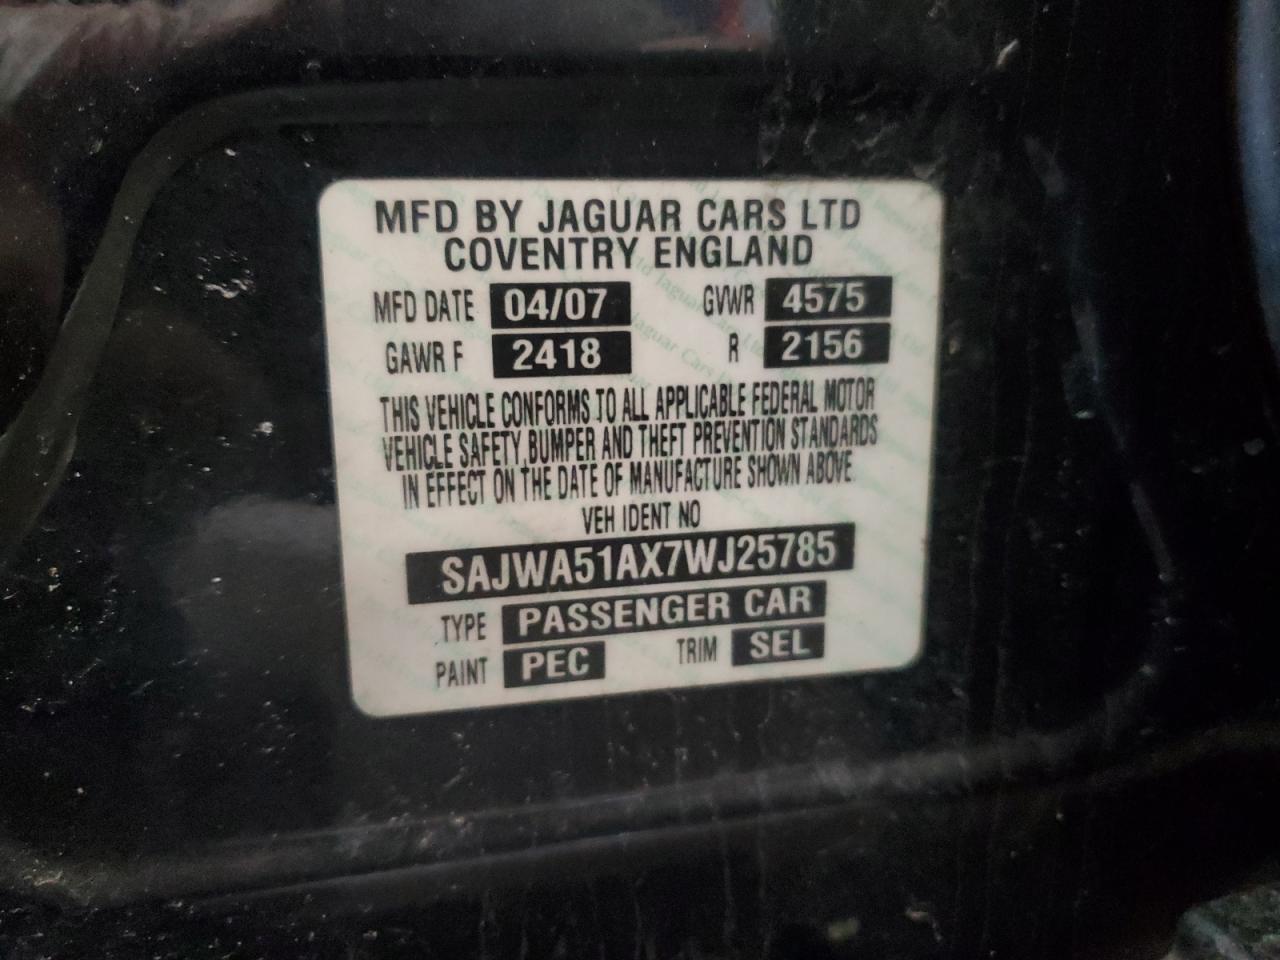 MFD BY JAGUAR CARS LTD
COVENTRY ENGLAND
MFD DATE 04/07 GVWR 4575
GAWR F 2418 R 2156
THIS VEHICLE CONFORMS TO ALL APPLICABLE FEDERAL MOTOR
VEHICLE SAFETY, BUMPER AND THEFT PREVENTION STANDARDS
IN EFFECT ON THE DATE OF MANUFACTURE SHOWN ABOVE.
VEH IDENT NO
SAJWA51AX7WJ25785
TYPE PASSENGER CAR
PAINT PEC TRIM SEL